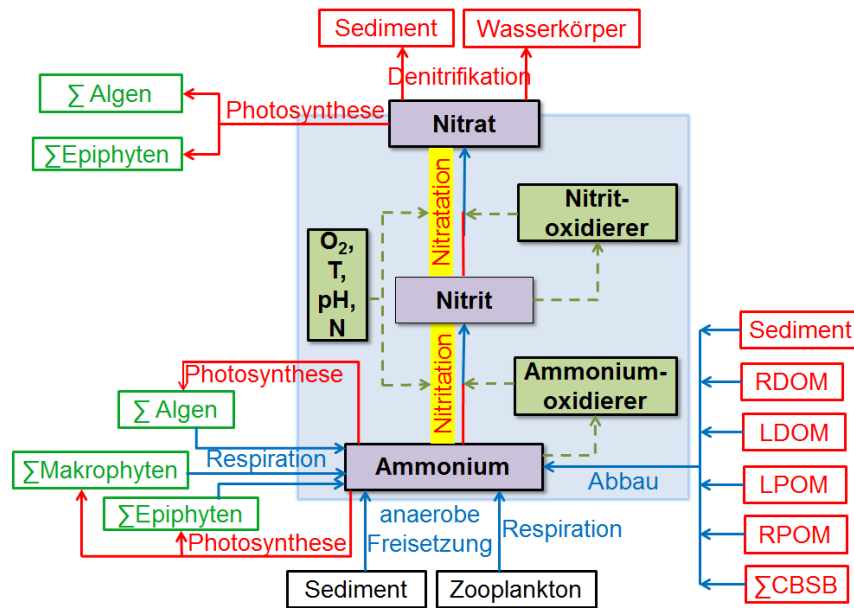 Sediment
Wasserkörper
Denitrifikation
∑ Algen
Photosynthese
∑Epiphyten
Nitrat
Nitratation
Nitrit-
oxidierer
O₂,
T,
pH,
N
Nitrit
Nitritation
Ammonium-
oxidierer
Photosynthese
∑ Algen
Respiration
∑Makrophyten
∑Epiphyten
Photosynthese
Ammonium
Abbau
anaerobe
Freisetzung
Respiration
Sediment
Zooplankton
Sediment
RDOM
LDOM
LPOM
RPOM
∑CBSB